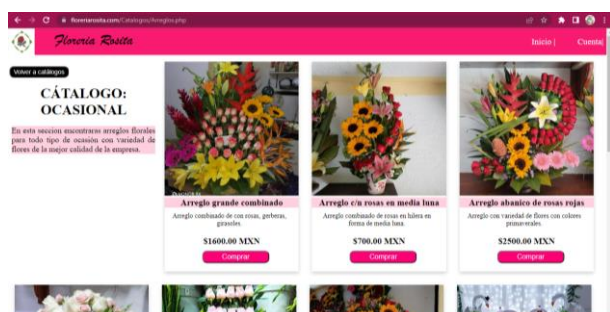 floreriarosita.com/Catalogos/Arreglos.php
Florería Rosita
Inicio |
Cuenta|
Volver a catálogos
CÁTALOGO:
OCASIONAL
En esta seccion encontraras arreglos florales
para todo tipo de ocasión con variedad de
flores de la mejor calidad de la empresa.
Arreglo grande combinado
Arreglo combinado de con rosas, gerberas,
girasoles.
$1600.00 MXN
Comprar
Arreglo c/n rosas en media luna
Arreglo combinado de rosas en hilera en
forma de media luna.
$700.00 MXN
Comprar
Arreglo abanico de rosas rojas
Arreglo con variedad de flores con colores
primaverales.
$2500.00 MXN
Comprar